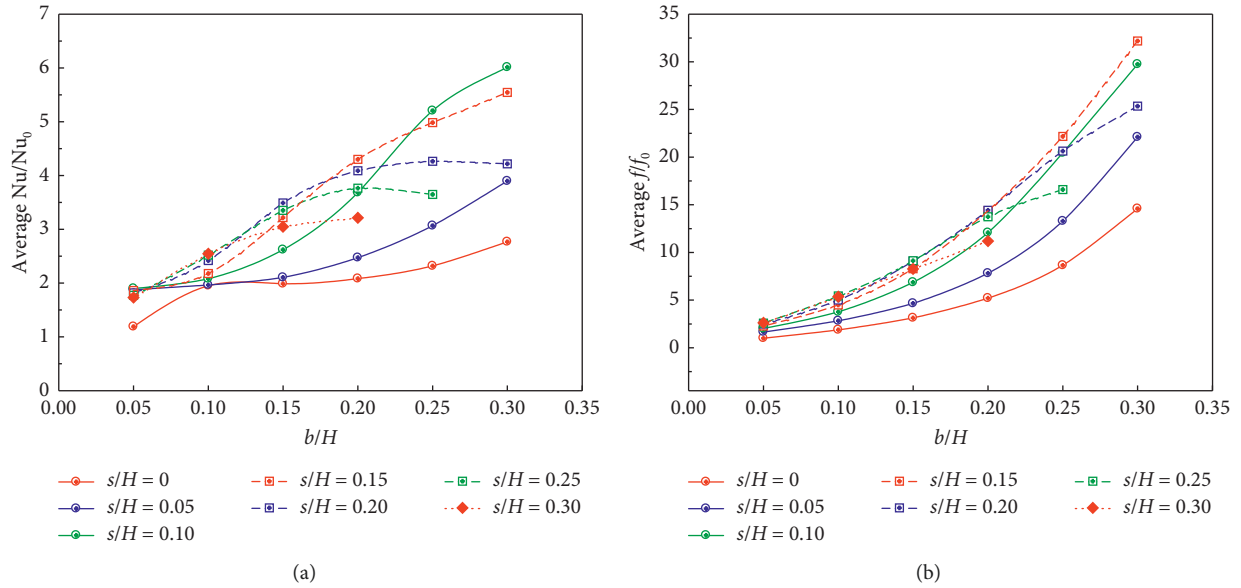 7
6
5
4
3
2
1
0
Average Nu/Nu₀
0.00 0.05 0.10 0.15 0.20 0.25 0.30 0.35
b/H
s/H = 0 s/H = 0.15 s/H = 0.25
s/H = 0.05 s/H = 0.20 s/H = 0.30
s/H = 0.10
(a)
35
30
25
20
15
10
5
0
Average f/f₀
0.00 0.05 0.10 0.15 0.20 0.25 0.30 0.35
b/H
s/H = 0 s/H = 0.15 s/H = 0.25
s/H = 0.05 s/H = 0.20 s/H = 0.30
s/H = 0.10
(b)